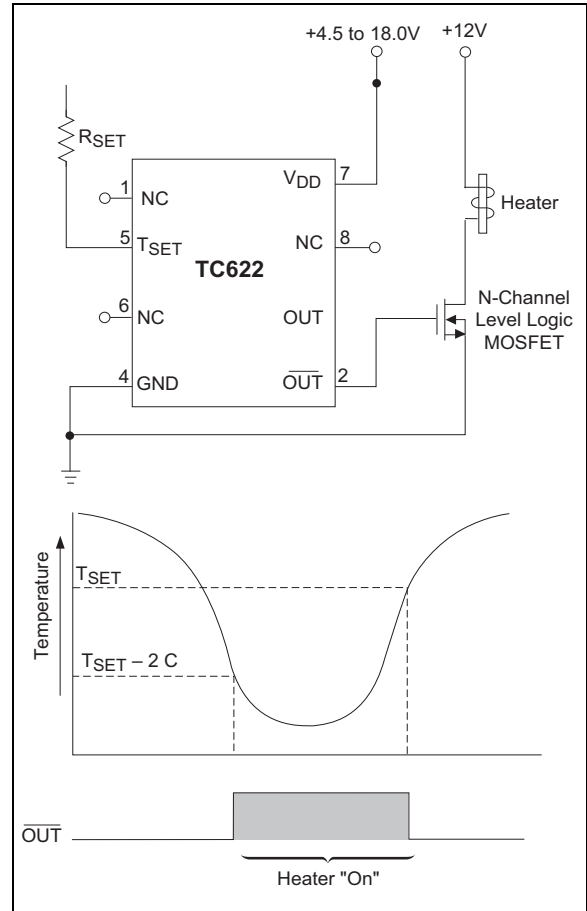 +4.5 to 18.0V
+12V
RSET
1
NC
VDD
7
5
TSET
NC
8
Heater
TC622
6
NC
OUT
N-Channel
Level Logic
MOSFET
4
GND
OUT
2
Temperature
TSET
TSET – 2 C
OUT
Heater "On"